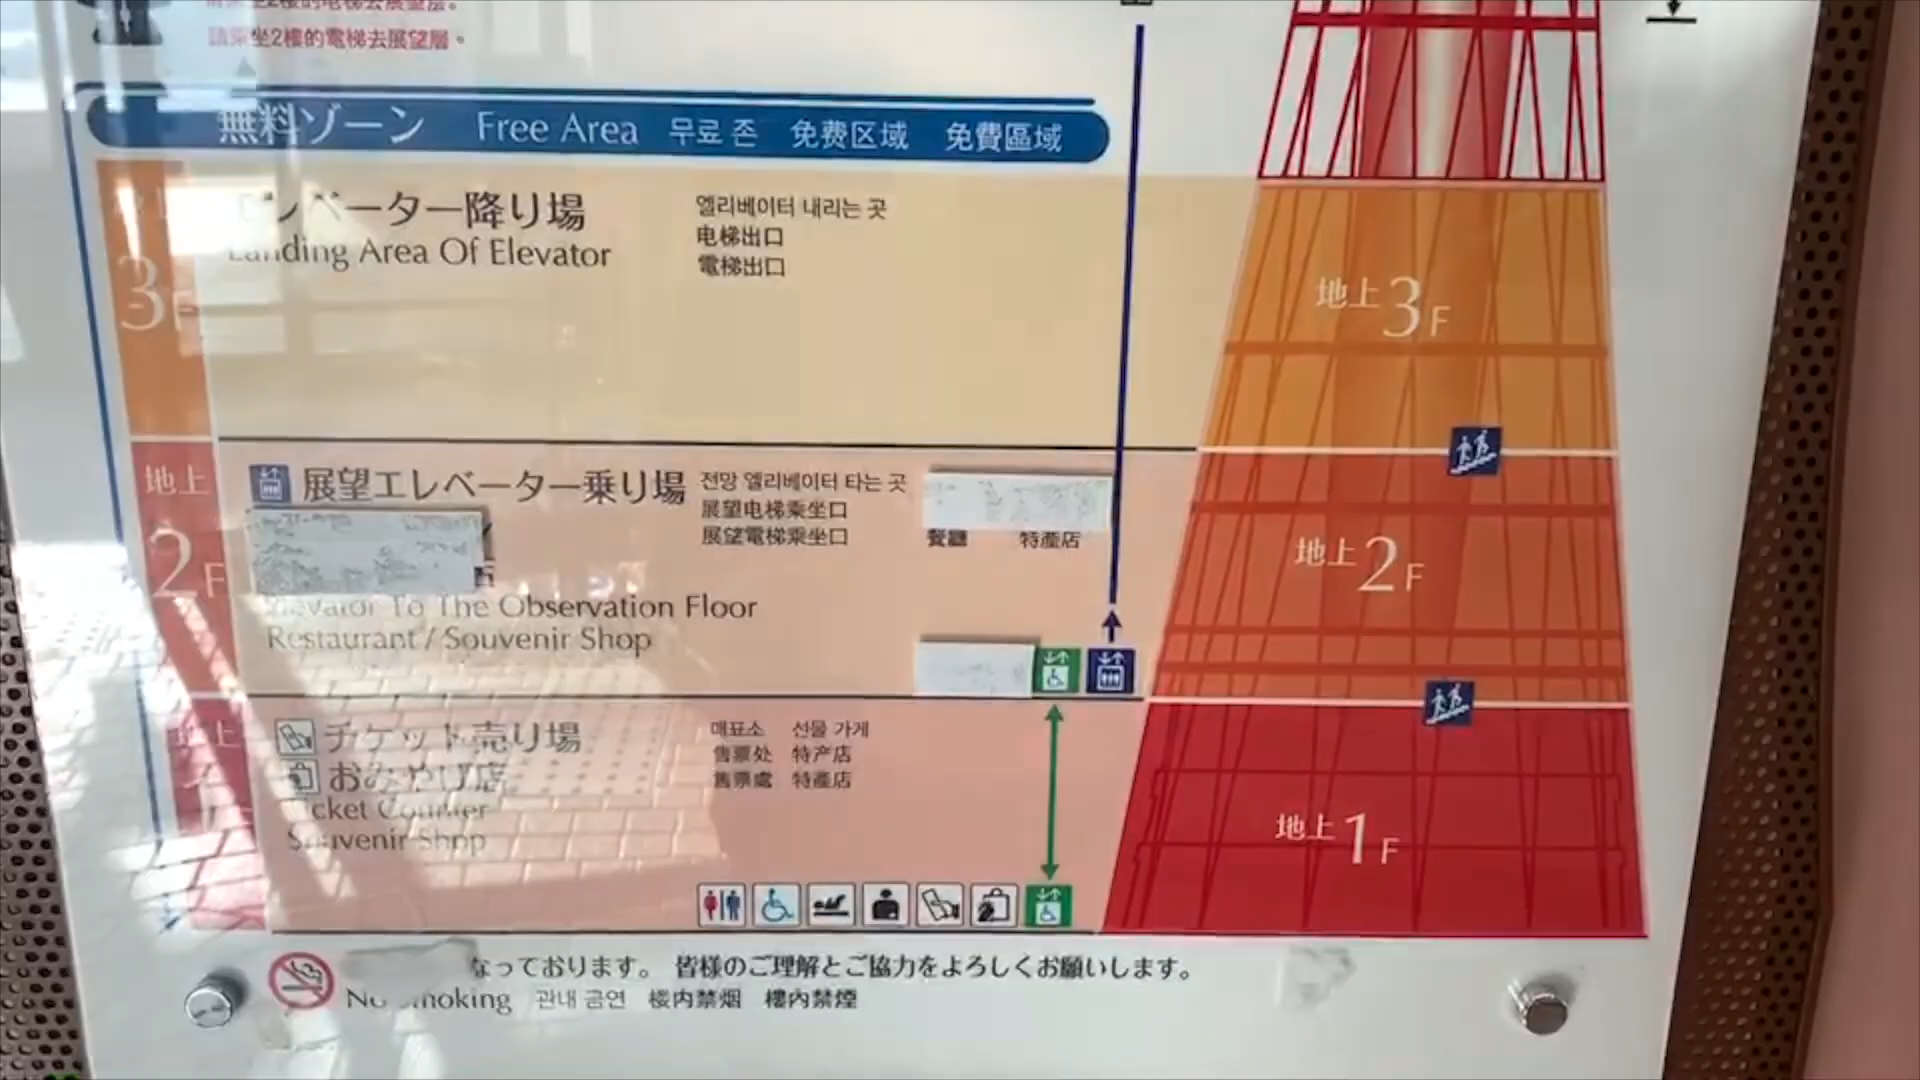 請乘坐2樓的電梯去展望層。
無料ゾーン Free Area 무료 존 免费区域 免費區域
ベーター降り場
Landing Area Of Elevator
엘리베이터 내리는 곳
电梯出口
電梯出口
3F
地上3F
地上
2F
展望エレベーター乗り場
전망 엘리베이터 타는 곳
展望电梯乘坐口
展望電梯乘坐口
餐廳 特產店
Elevator To The Observation Floor
Restaurant / Souvenir Shop
地上2F
チケット売り場
おみやげ店
Ticket Counter
Souvenir Shop
매표소 선물 가게
售票处 特产店
售票處 特產店
地上1F
なっております。 皆様のご理解とご協力をよろしくお願いします。
No Smoking 관내 금연 楼内禁烟 樓內禁煙